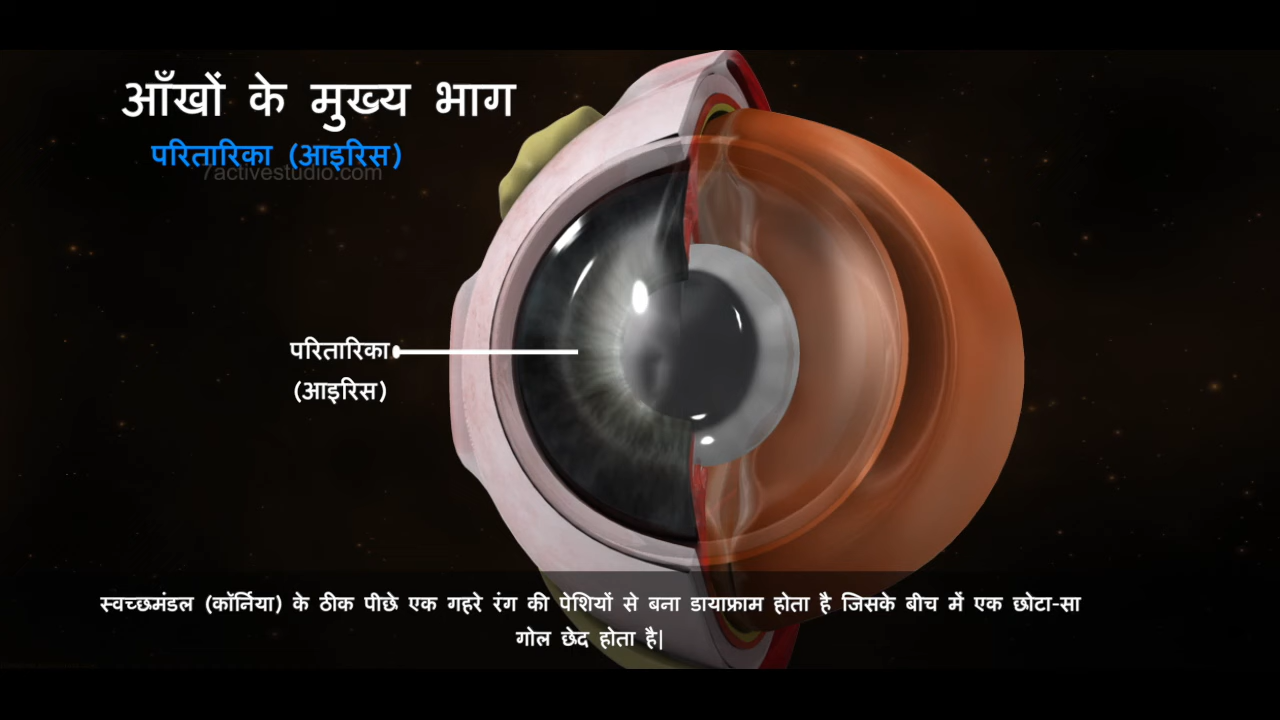 आँखों के मुख्य भाग
परितारिका (आइरिस)
7activestudio.com
परितारिका
(आइरिस)
स्वच्छमंडल (कॉर्निया) के ठीक पीछे एक गहरे रंग की पेशियों से बना डायाफ्राम होता है जिसके बीच में एक छोटा-सा
गोल छेद होता है|